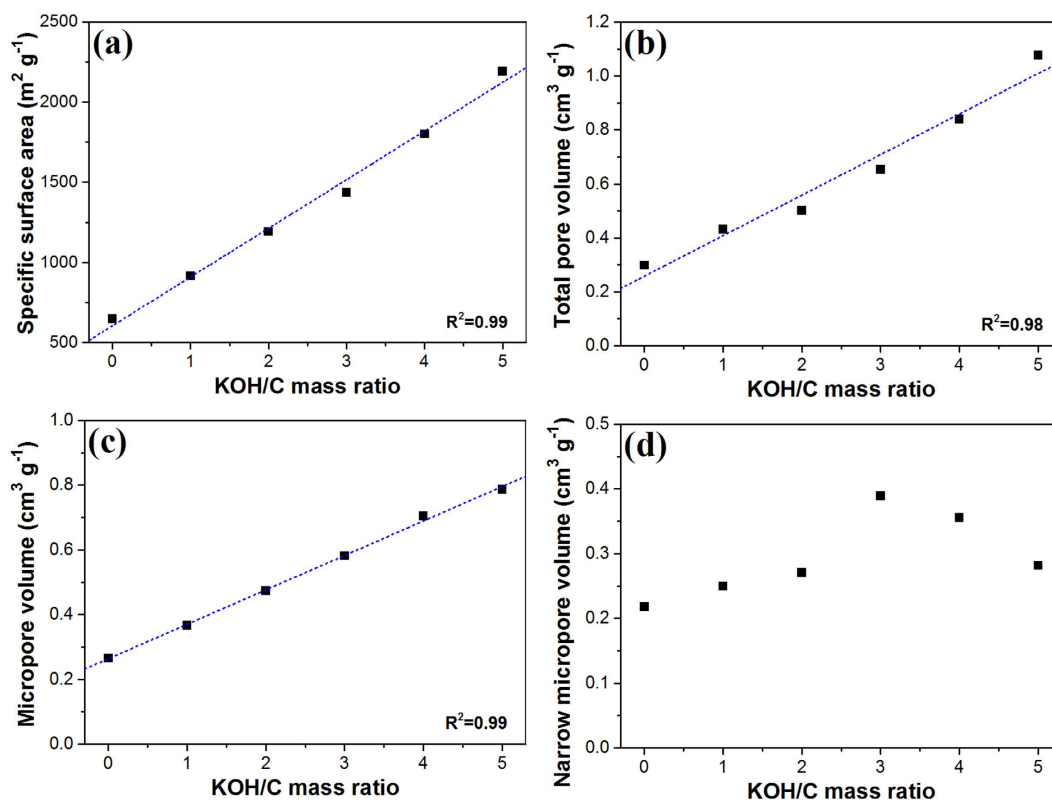 (a)
Specific surface area (m² g⁻¹)
2500
2000
1500
1000
500
0 1 2 3 4 5
KOH/C mass ratio
R²=0.99
(b)
Total pore volume (cm³ g⁻¹)
1.2
1.0
0.8
0.6
0.4
0.2
0.0
0 1 2 3 4 5
KOH/C mass ratio
R²=0.98
(c)
Micropore volume (cm³ g⁻¹)
1.0
0.8
0.6
0.4
0.2
0.0
0 1 2 3 4 5
KOH/C mass ratio
R²=0.99
(d)
Narrow micropore volume (cm³ g⁻¹)
0.5
0.4
0.3
0.2
0.1
0.0
0 1 2 3 4 5
KOH/C mass ratio